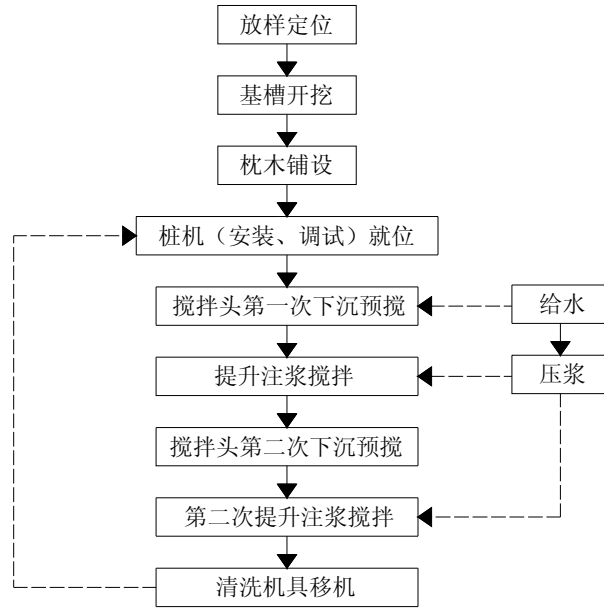 放样定位
基槽开挖
枕木铺设
桩机（安装、调试）就位
搅拌头第一次下沉预搅
给水
提升注浆搅拌
压浆
搅拌头第二次下沉预搅
第二次提升注浆搅拌
清洗机具移机